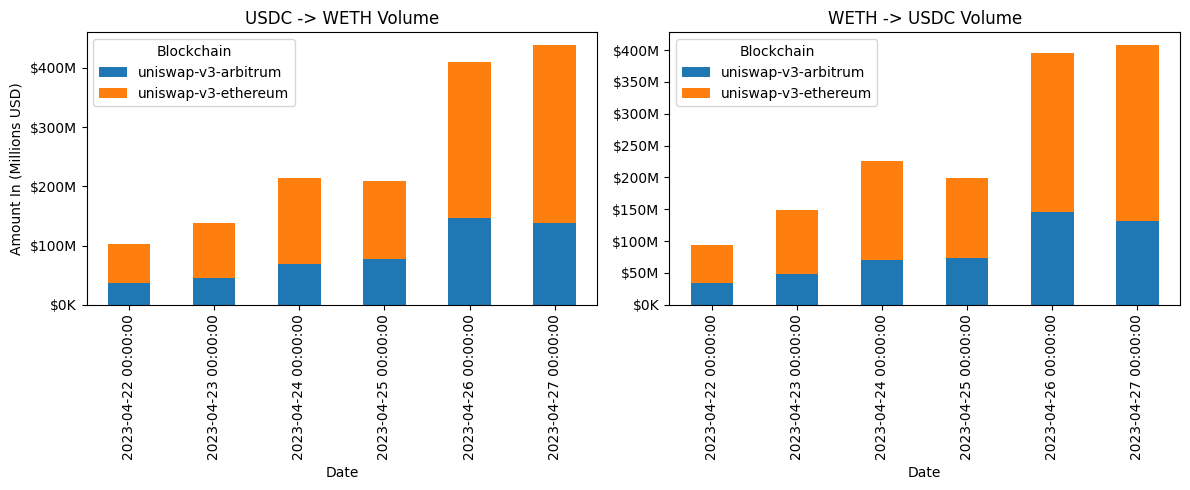 USDC -> WETH Volume
Blockchain
uniswap-v3-arbitrum
uniswap-v3-ethereum
Amount In (Millions USD)
$400M
$300M
$200M
$100M
$0K
2023-04-22 00:00:00
2023-04-23 00:00:00
2023-04-24 00:00:00
2023-04-25 00:00:00
2023-04-26 00:00:00
2023-04-27 00:00:00
Date
WETH -> USDC Volume
Blockchain
uniswap-v3-arbitrum
uniswap-v3-ethereum
$400M
$350M
$300M
$250M
$200M
$150M
$100M
$50M
$0K
2023-04-22 00:00:00
2023-04-23 00:00:00
2023-04-24 00:00:00
2023-04-25 00:00:00
2023-04-26 00:00:00
2023-04-27 00:00:00
Date